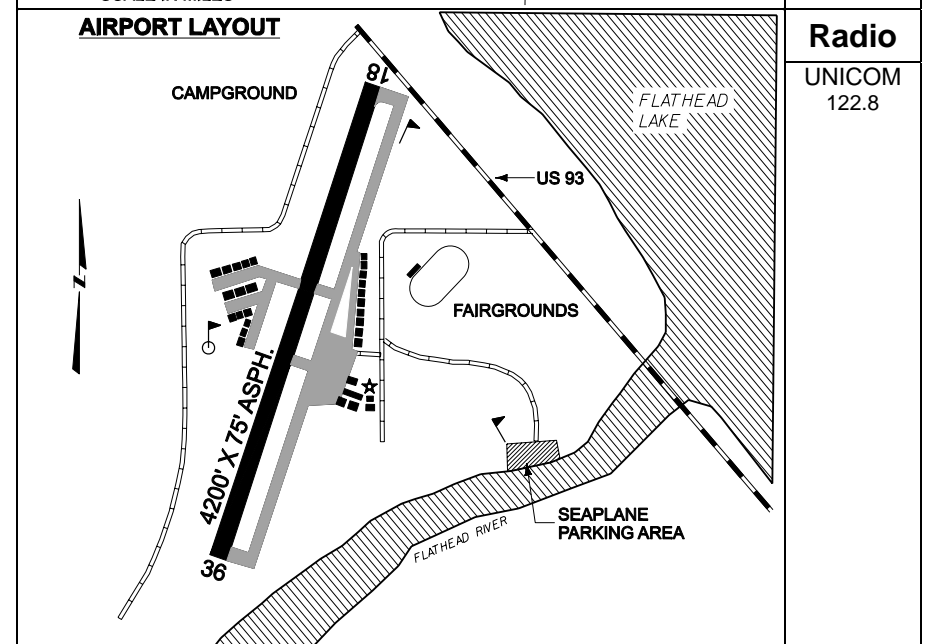 AIRPORT LAYOUT
Radio
UNICOM
122.8
CAMPGROUND
18
FLATHEAD
LAKE
US 93
N
FAIRGROUNDS
4200' X 75' ASPH.
36
SEAPLANE
PARKING AREA
FLATHEAD RIVER